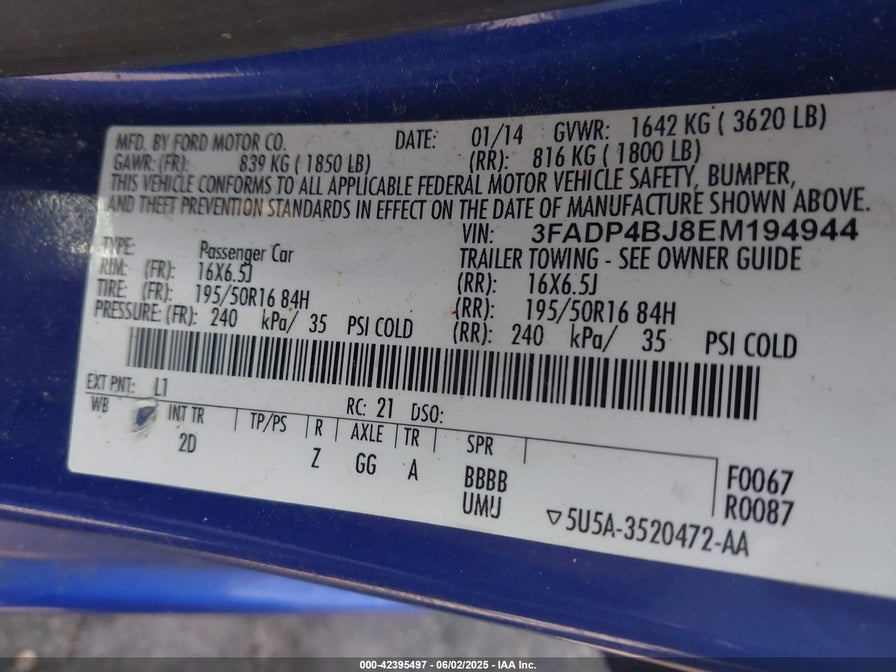 MFD. BY FORD MOTOR CO. DATE: 01/14 GVWR: 1642 KG ( 3620 LB)
GAWR: (FR): 839 KG ( 1850 LB) (RR): 816 KG ( 1800 LB)
THIS VEHICLE CONFORMS TO ALL APPLICABLE FEDERAL MOTOR VEHICLE SAFETY, BUMPER,
AND THEFT PREVENTION STANDARDS IN EFFECT ON THE DATE OF MANUFACTURE SHOWN ABOVE.
VIN: 3FADP4BJ8EM194944
TYPE: Passenger Car TRAILER TOWING - SEE OWNER GUIDE
RIM: (FR): 16X6.5J (RR): 16X6.5J
TIRE: (FR): 195/50R16 84H (RR): 195/50R16 84H
PRESSURE: (FR): 240 kPa/ 35 PSI COLD (RR): 240 kPa/ 35 PSI COLD
EXT PNT: L1 RC: 21 DSO:
WB INT TR TP/PS R AXLE TR SPR
2D Z GG A BBBB F0067
UMU R0087
▽5U5A-3520472-AA
000-42395497 - 06/02/2025 - IAA Inc.